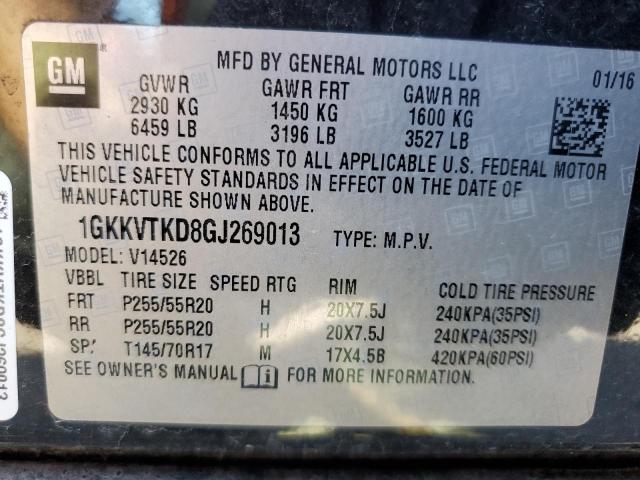 GM
MFD BY GENERAL MOTORS LLC
01/16
GVWR GAWR FRT GAWR RR
2930 KG 1450 KG 1600 KG
6459 LB 3196 LB 3527 LB
THIS VEHICLE CONFORMS TO ALL APPLICABLE U.S. FEDERAL MOTOR
VEHICLE SAFETY STANDARDS IN EFFECT ON THE DATE OF
MANUFACTURE SHOWN ABOVE.
1GKKVTKD8GJ269013 TYPE: M.P.V.
MODEL: V14526
VBBL TIRE SIZE SPEED RTG RIM COLD TIRE PRESSURE
FRT P255/55R20 H 20X7.5J 240KPA(35PSI)
RR P255/55R20 H 20X7.5J 240KPA(35PSI)
SP. T145/70R17 M 17X4.5B 420KPA(60PSI)
SEE OWNER'S MANUAL i FOR MORE INFORMATION.